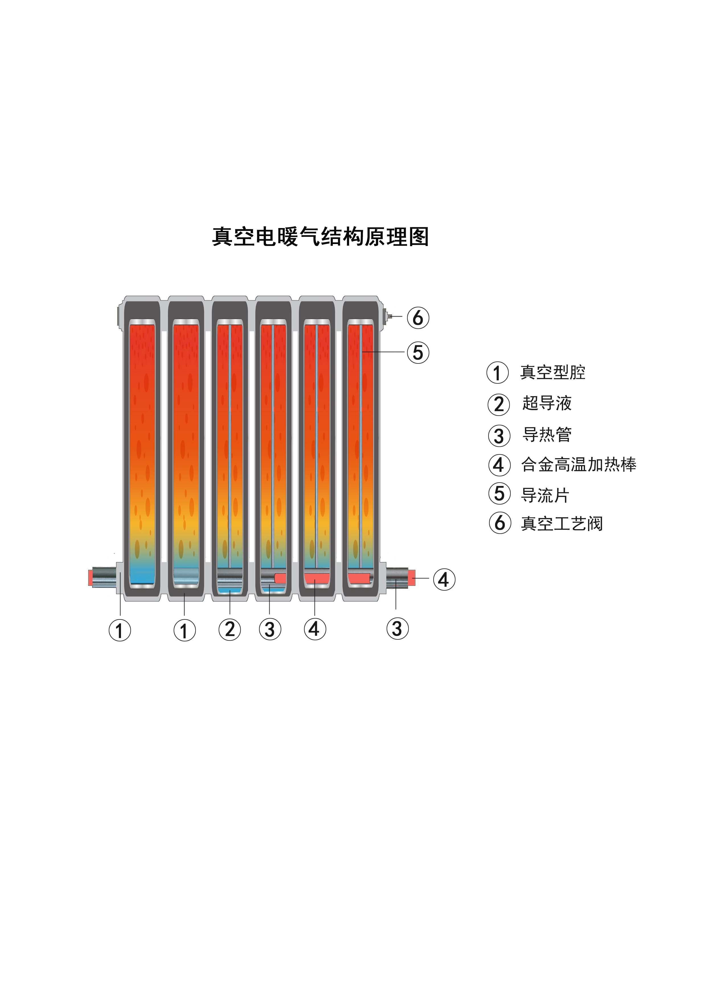 真空电暖气结构原理图
⑥
⑤
① 真空型腔
② 超导液
③ 导热管
④ 合金高温加热棒
⑤ 导流片
⑥ 真空工艺阀
④
① ① ② ③ ④ ③